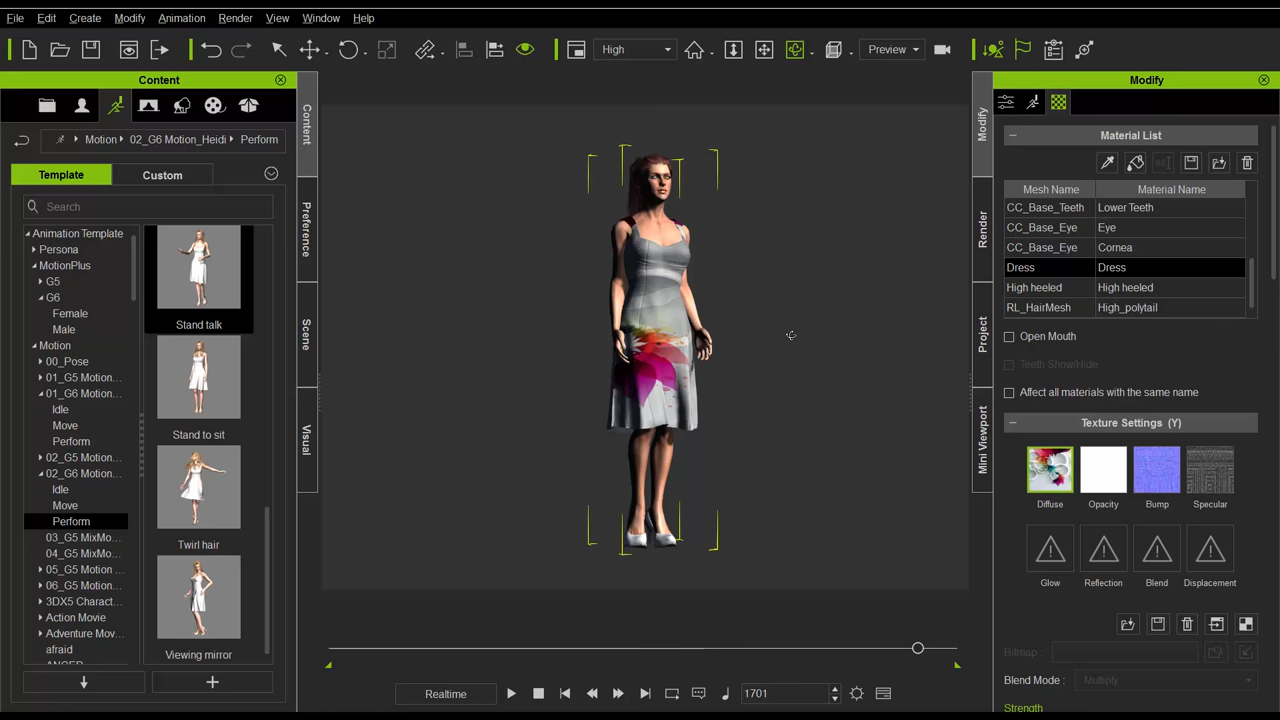 File Edit Create Modify Animation Render View Window Help
High
Preview
Content
Motion 02_G6 Motion_Heidi Perform
Template Custom
Search
Animation Template
Persona
MotionPlus
G5
G6
Female
Male
Motion
00_Pose
01_G5 Motion...
01_G6 Motion...
Idle
Move
Perform
02_G5 Motion...
02_G6 Motion...
Idle
Move
Perform
03_G5 MixMo...
04_G5 MixMo...
05_G5 Motion ...
06_G5 Motion...
3DX5 Charact...
Action Movie
Adventure Mov...
afraid
ANGER
Stand talk
Stand to sit
Twirl hair
Viewing mirror
Content
Preference
Scene
Visual
Realtime
1701
Modify
Render
Project
Mini Viewport
Modify
Material List
Mesh Name Material Name
CC_Base_Teeth Lower Teeth
CC_Base_Eye Eye
CC_Base_Eye Cornea
Dress Dress
High heeled High heeled
RL_HairMesh High_polytail
Open Mouth
Teeth Show/Hide
Affect all materials with the same name
Texture Settings (Y)
Diffuse Opacity Bump Specular
Glow Reflection Blend Displacement
Bitmap :
Blend Mode : Multiply
Strength